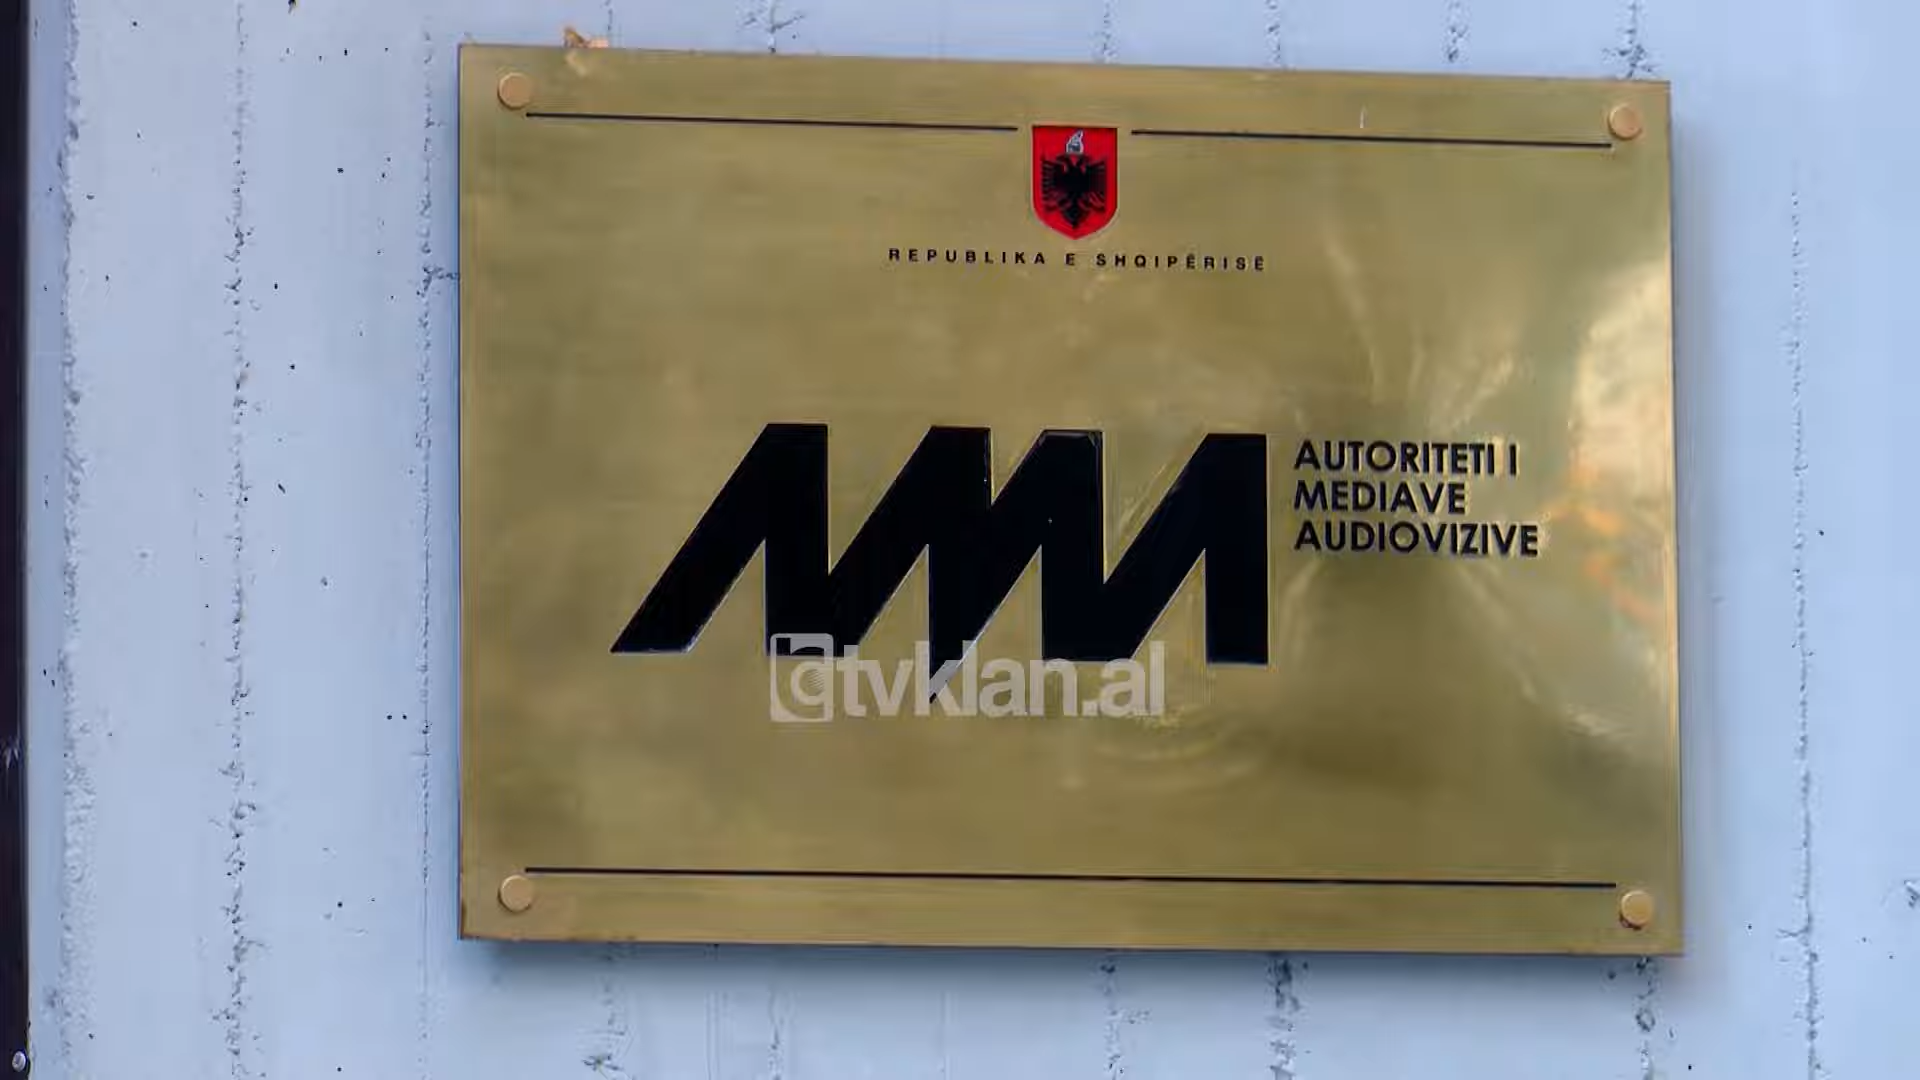 REPUBLIKA E SHQIPËRISË
AMA
AUTORITETI I
MEDIAVE
AUDIOVIZIVE
tvklan.al